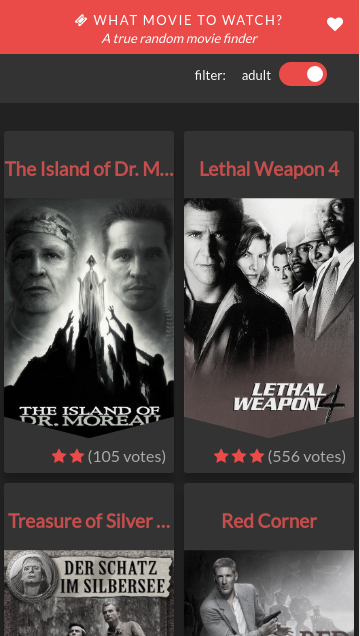 WHAT MOVIE TO WATCH?
A true random movie finder
filter: adult
The Island of Dr. M...
Lethal Weapon 4
THE ISLAND OF
DR. MOREAU
LETHAL
WEAPON 4
(105 votes)
(556 votes)
Treasure of Silver ...
Red Corner
DER SCHATZ
IM SILBERSEE